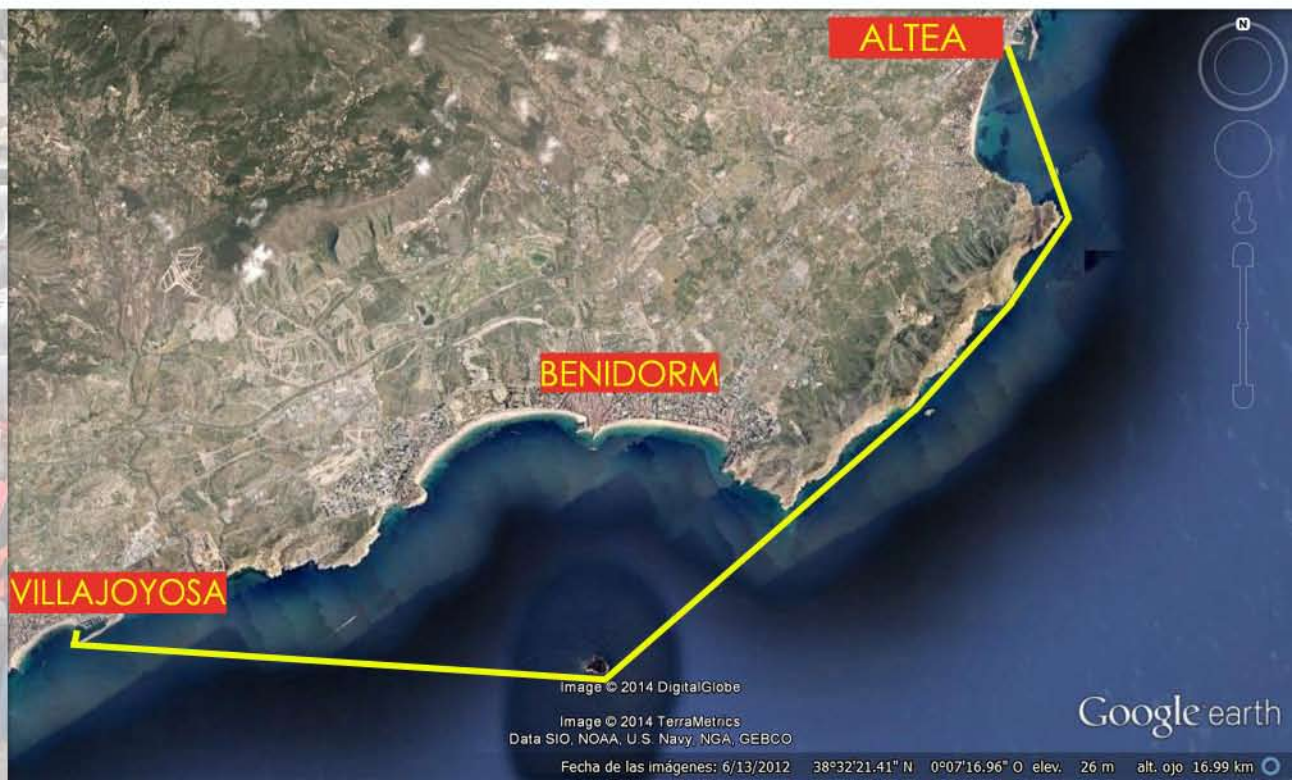 N
ALTEA
BENIDORM
VILLAJOYOSA
Image © 2014 DigitalGlobe
Image © 2014 TerraMetrics
Data SIO, NOAA, U.S. Navy, NGA, GEBCO
Google earth
Fecha de las imágenes: 6/13/2012 38°32'21.41" N 0°07'16.96" O elev. 26 m alt. ojo 16.99 km